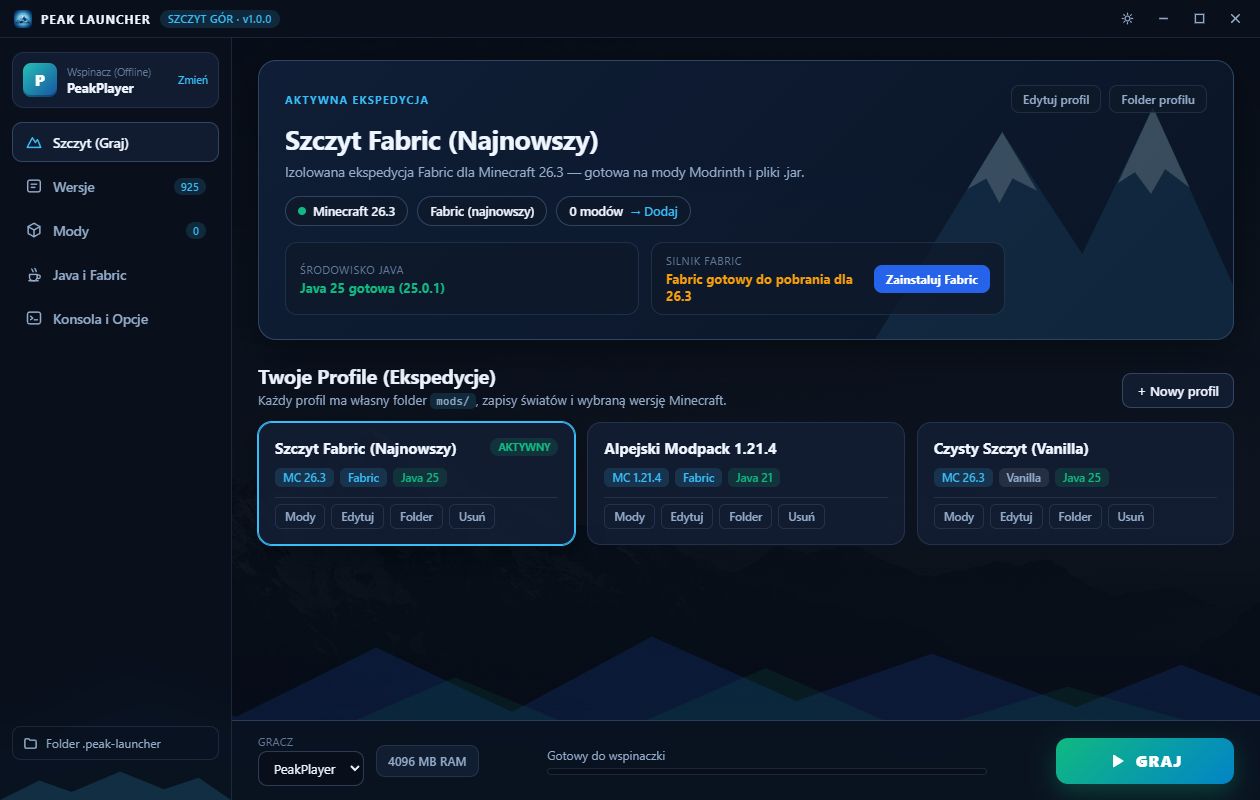 PEAK LAUNCHER SZCZYT GÓR · v1.0.0
Wspinacz (Offline)
PeakPlayer
Zmień
Szczyt (Graj)
Wersje 925
Mody 0
Java i Fabric
Konsola i Opcje
Folder .peak-launcher
AKTYWNA EKSPEDYCJA
Edytuj profil Folder profilu
Szczyt Fabric (Najnowszy)
Izolowana ekspedycja Fabric dla Minecraft 26.3 — gotowa na mody Modrinth i pliki .jar.
Minecraft 26.3 Fabric (najnowszy) 0 modów → Dodaj
ŚRODOWISKO JAVA
Java 25 gotowa (25.0.1)
SILNIK FABRIC
Fabric gotowy do pobrania dla
26.3
Zainstaluj Fabric
Twoje Profile (Ekspedycje)
Każdy profil ma własny folder mods/, zapisy światów i wybraną wersję Minecraft.
+ Nowy profil
Szczyt Fabric (Najnowszy) AKTYWNY
MC 26.3 Fabric Java 25
Mody Edytuj Folder Usuń
Alpejski Modpack 1.21.4
MC 1.21.4 Fabric Java 21
Mody Edytuj Folder Usuń
Czysty Szczyt (Vanilla)
MC 26.3 Vanilla Java 25
Mody Edytuj Folder Usuń
GRACZ
PeakPlayer
4096 MB RAM
Gotowy do wspinaczki
GRAJ